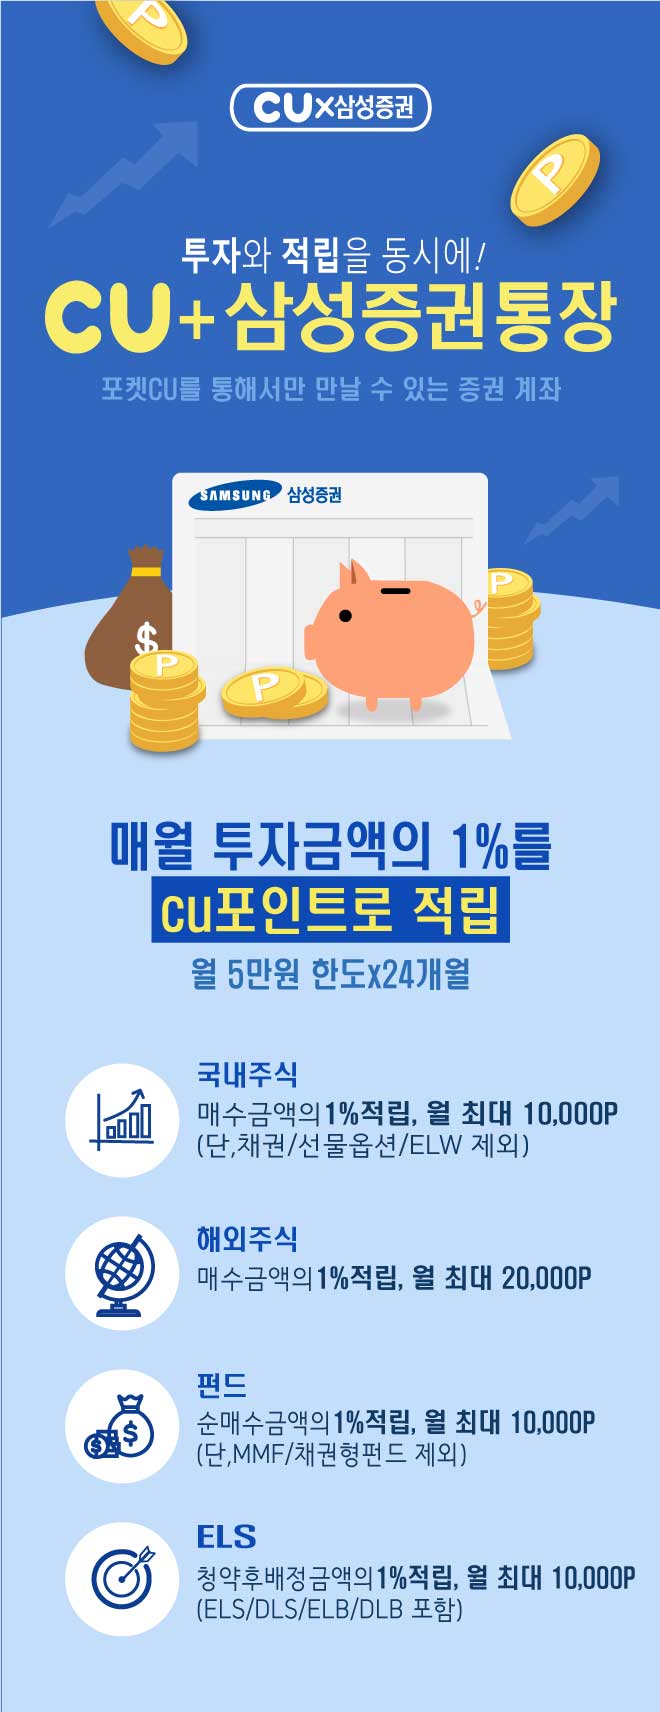 P
CU×삼성증권
P
투자와 적립을 동시에!
CU+삼성증권통장
포켓CU를 통해서만 만날 수 있는 증권 계좌
SAMSUNG 삼성증권
P
$
P
P
매월 투자금액의 1%를
cu포인트로 적립
월 5만원 한도x24개월
국내주식
매수금액의1%적립, 월 최대 10,000P
(단,채권/선물옵션/ELW 제외)
해외주식
매수금액의1%적립, 월 최대 20,000P
펀드
순매수금액의1%적립, 월 최대 10,000P
(단,MMF/채권형펀드 제외)
$
$
ELS
청약후배정금액의1%적립, 월 최대 10,000P
(ELS/DLS/ELB/DLB 포함)